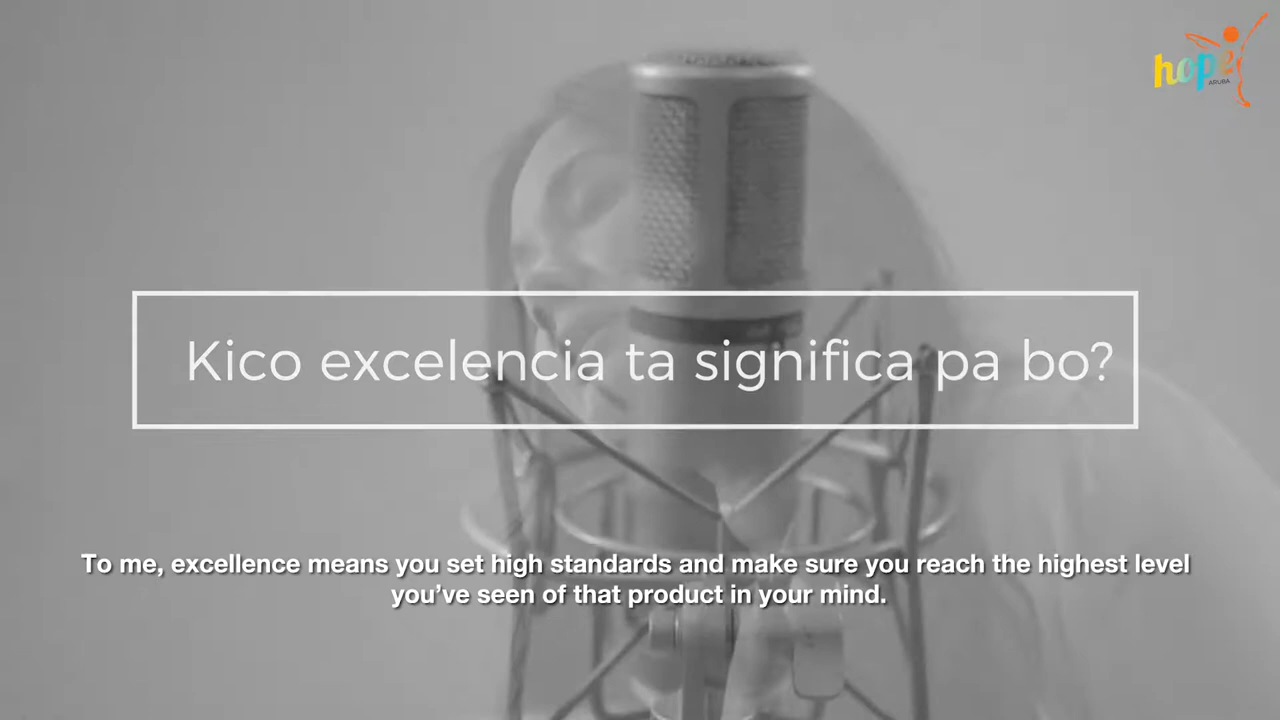 hope
ARUBA
Kico excelencia ta significa pa bo?
To me, excellence means you set high standards and make sure you reach the highest level
you've seen of that product in your mind.